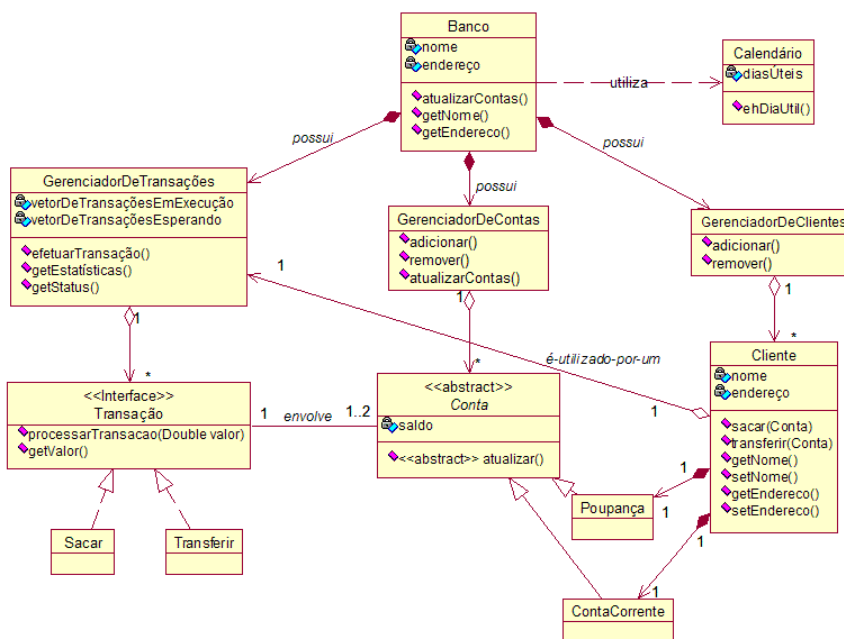 Banco
nome
endereço
atualizarContas()
getNome()
getEndereco()
utiliza
Calendário
diasÚteis
ehDiaUtil()
possui
possui
possui
GerenciadorDeTransações
vetorDeTransaçõesEmExecução
vetorDeTransaçõesEsperando
efetuarTransação()
getEstatísticas()
getStatus()
GerenciadorDeContas
adicionar()
remover()
atualizarContas()
GerenciadorDeClientes
adicionar()
remover()
1
1
1
1
*
*
*
é-utilizado-por-um
1
<<Interface>>
Transação
processarTransacao(Double valor)
getValor()
1
envolve
1..2
<<abstract>>
Conta
saldo
<<abstract>> atualizar()
Cliente
nome
endereço
sacar(Conta)
transferir(Conta)
getNome()
setNome()
getEndereco()
setEndereco()
1
1
1
1
Poupança
Sacar
Transferir
ContaCorrente